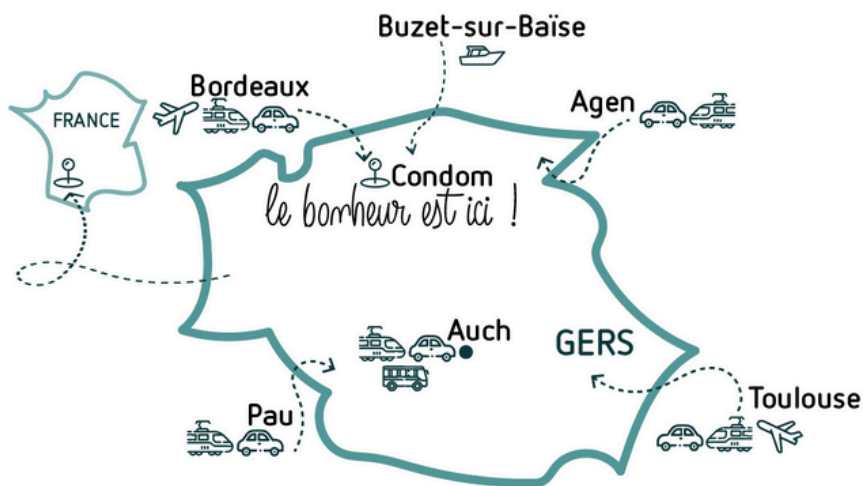 Buzet-sur-Baïse
Bordeaux
Agen
FRANCE
Condom
le bonheur est ici !
Auch
GERS
Toulouse
Pau